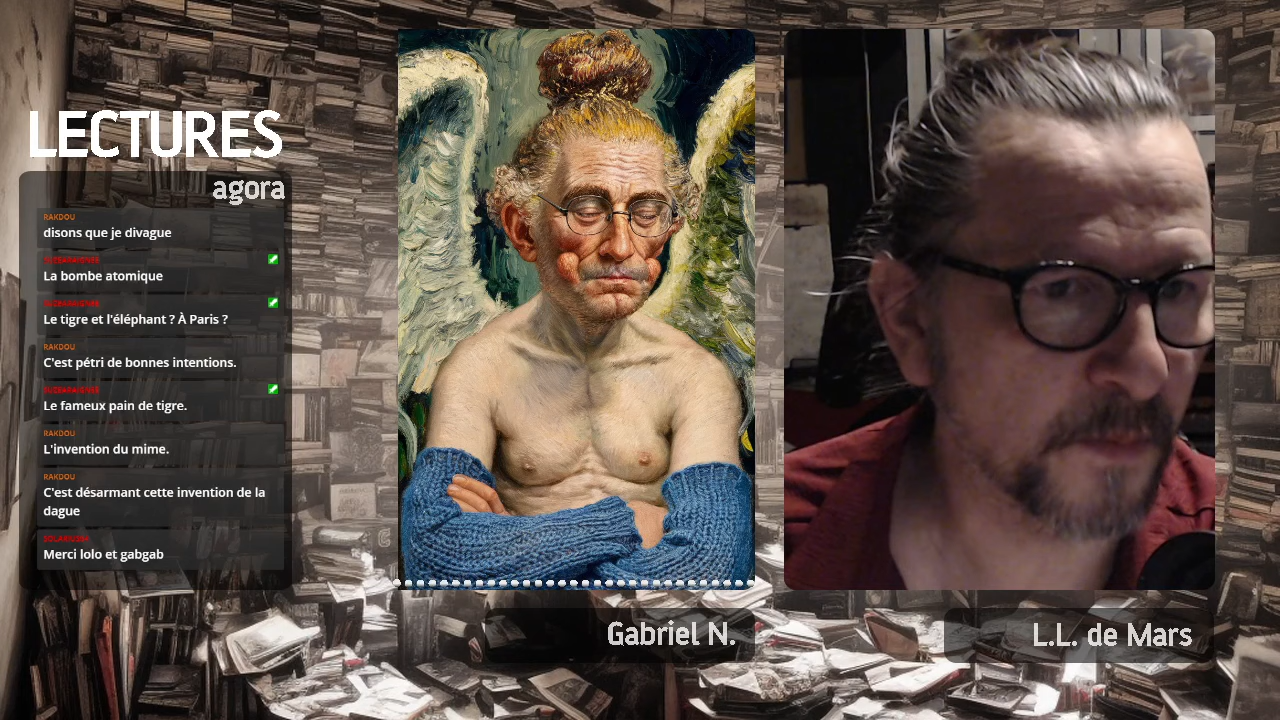 LECTURES
agora
RAKDOU
disons que je divague
La bombe atomique
Le tigre et l'éléphant ? À Paris ?
RAKDOU
C'est pétri de bonnes intentions.
Le fameux pain de tigre.
RAKDOU
L'invention du mime.
RAKDOU
C'est désarmant cette invention de la
dague
Merci lolo et gabgab
Gabriel N.
L.L. de Mars